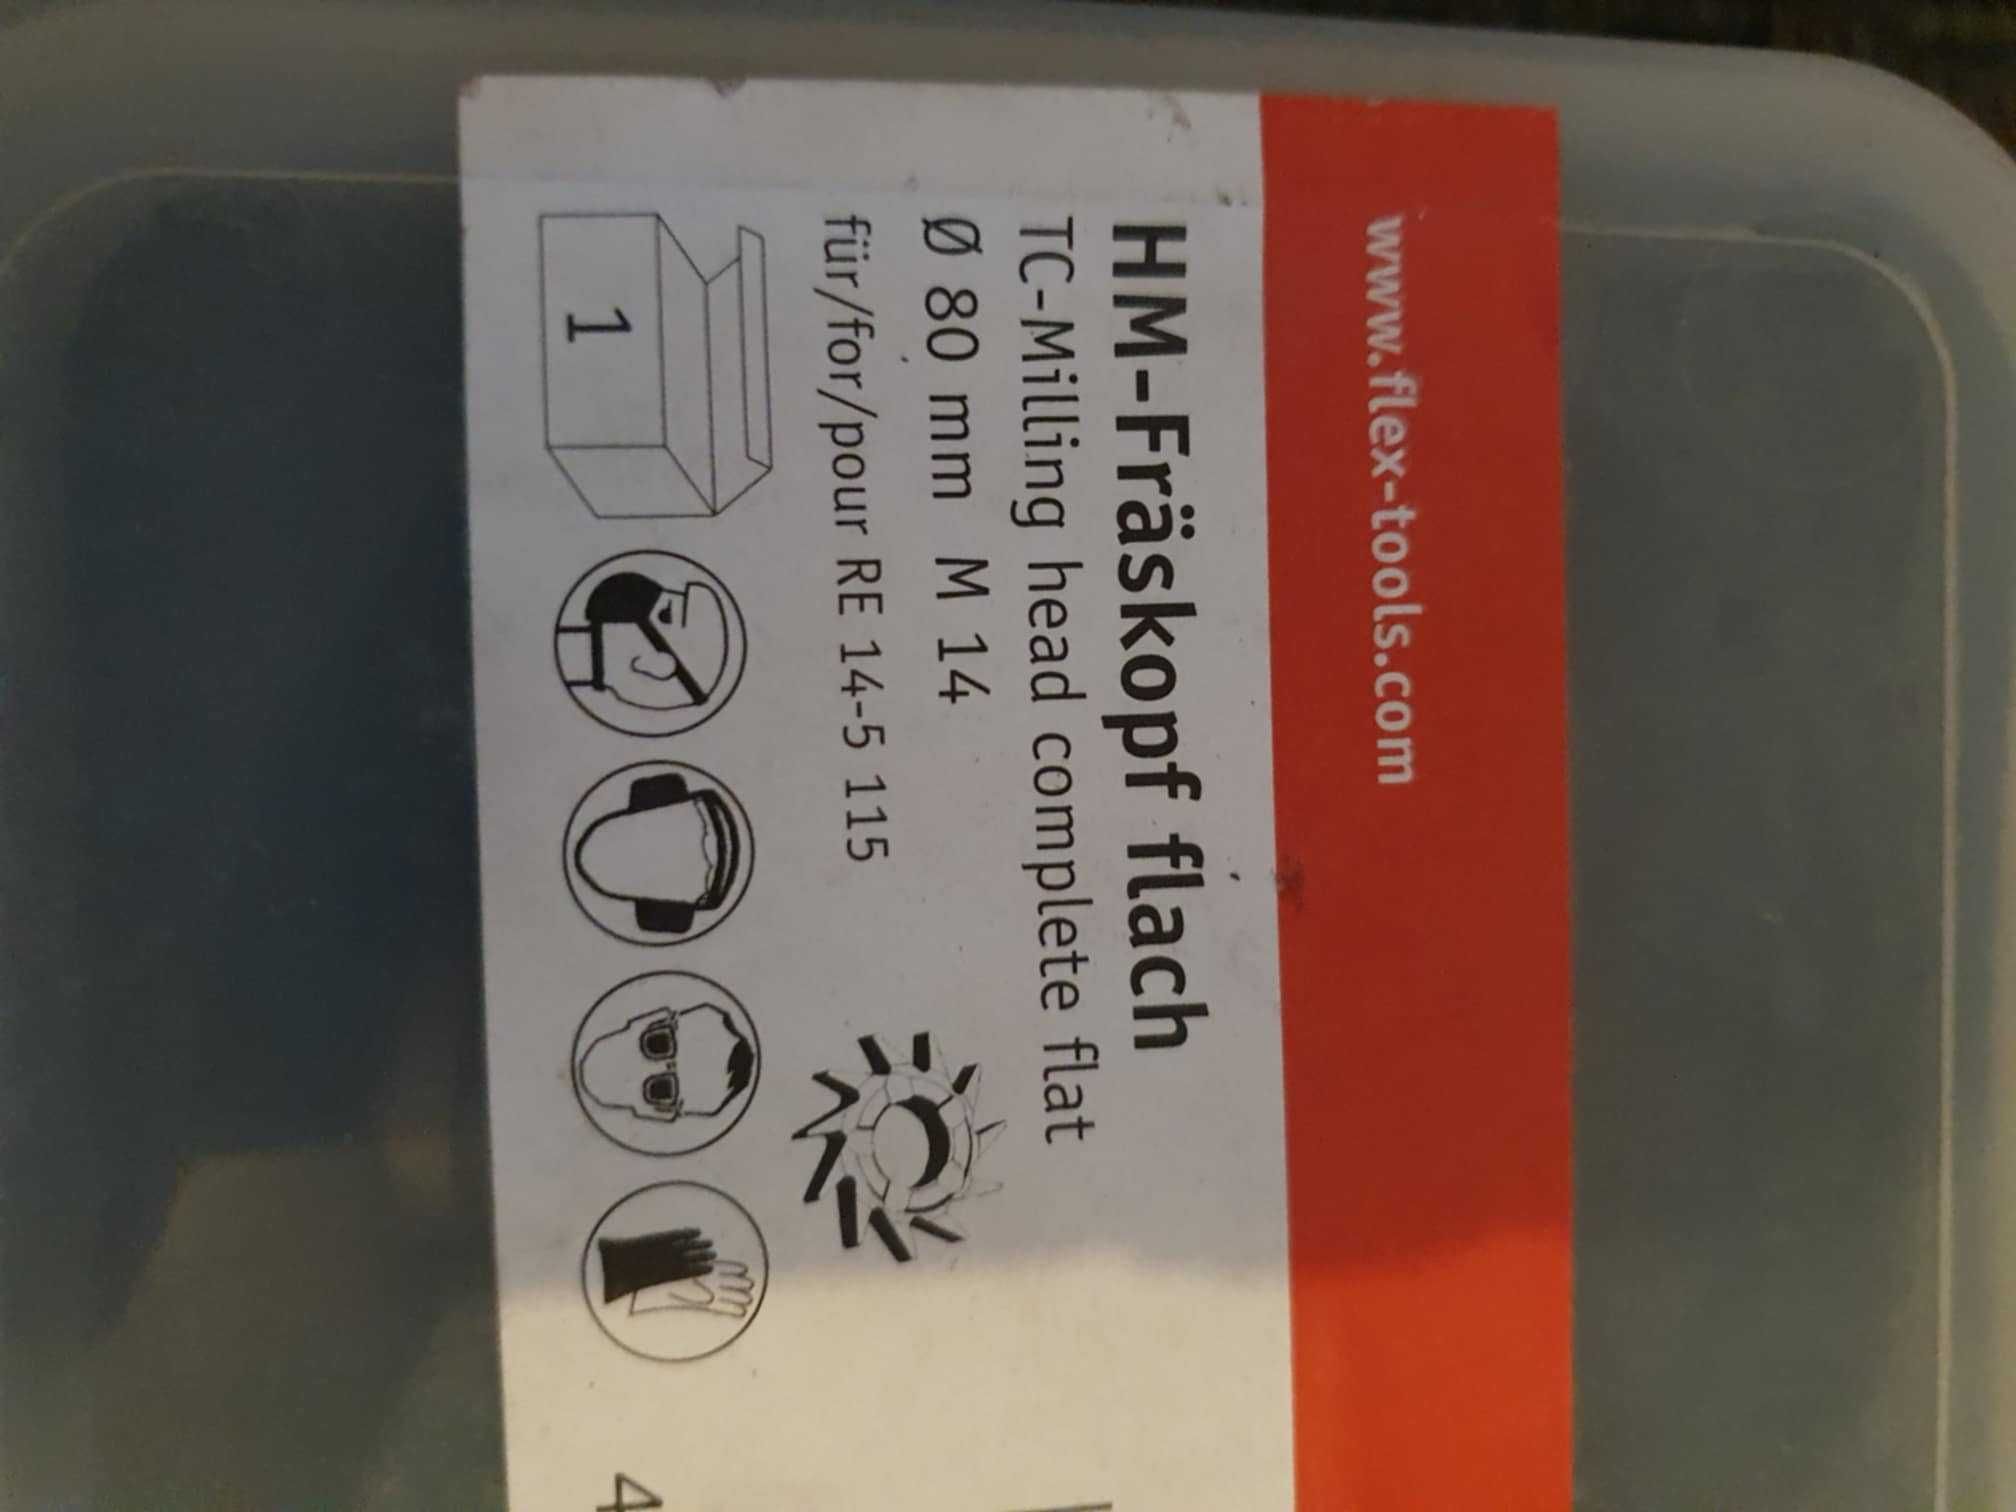 www.flex-tools.com
HM-Fräskopf flach
TC-Milling head complete flat
Ø 80 mm M 14
für/for/pour RE 14-5 115
1
4